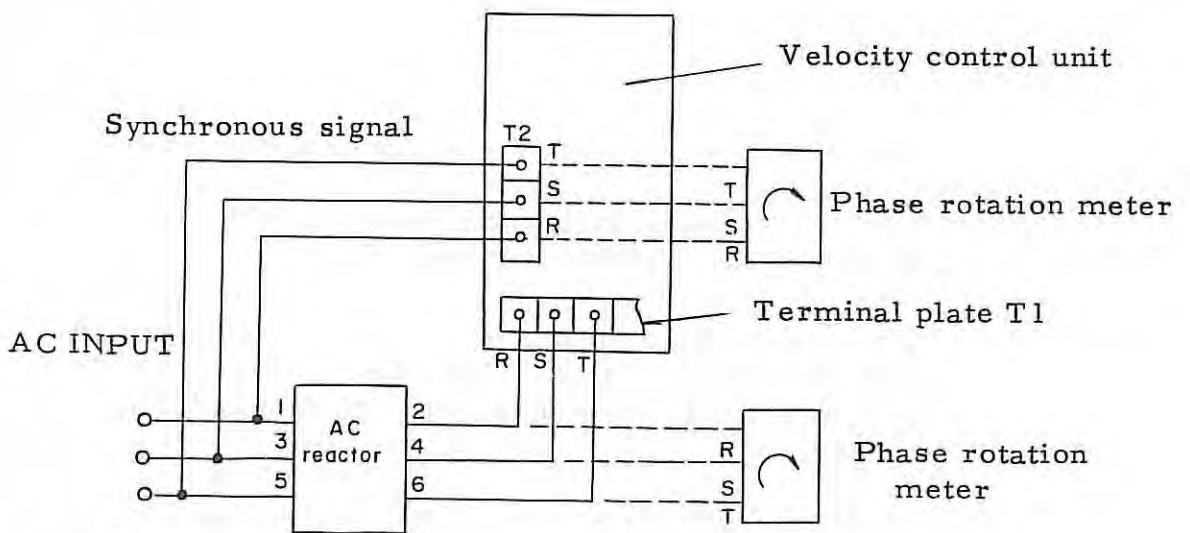 Velocity control unit
Synchronous signal
T2
T
S
R
T
S
R
Phase rotation meter
Terminal plate T1
AC INPUT
R S T
1
3
5
AC
reactor
2
4
6
R
S
T
Phase rotation
meter